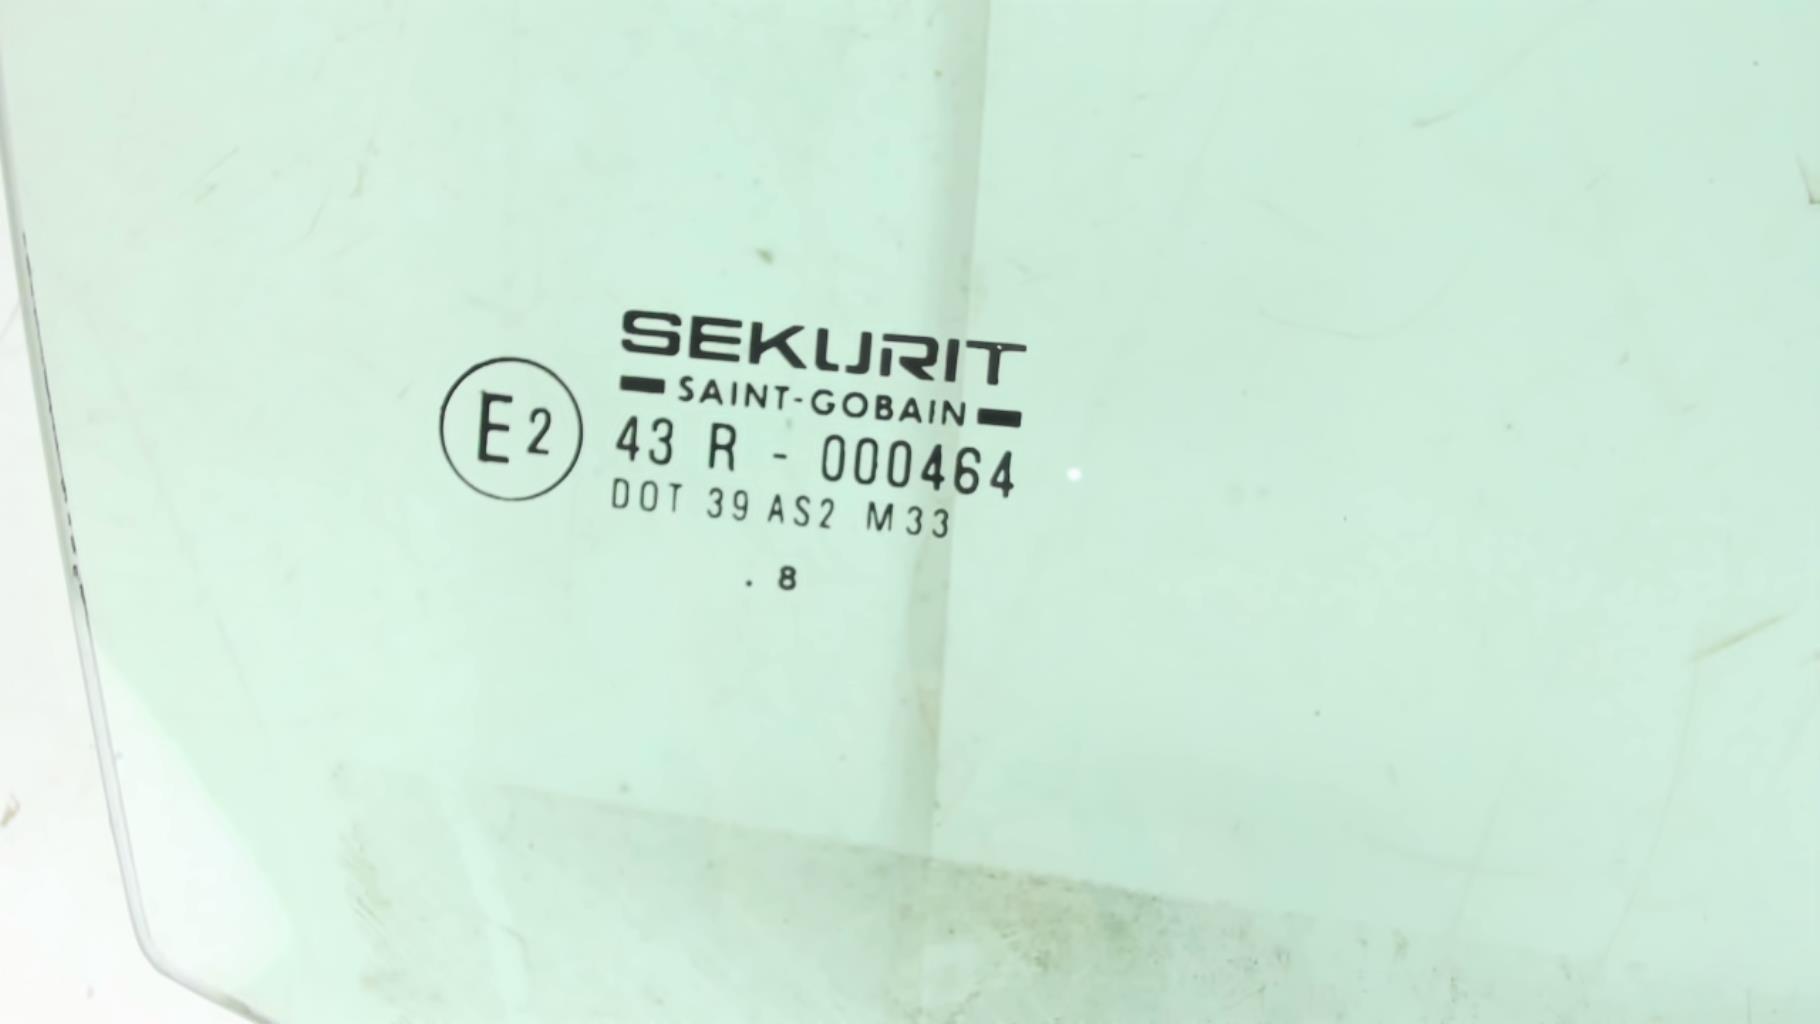 SEKURIT
SAINT-GOBAIN
E2
43 R - 000464
DOT 39 AS2 M33
. 8